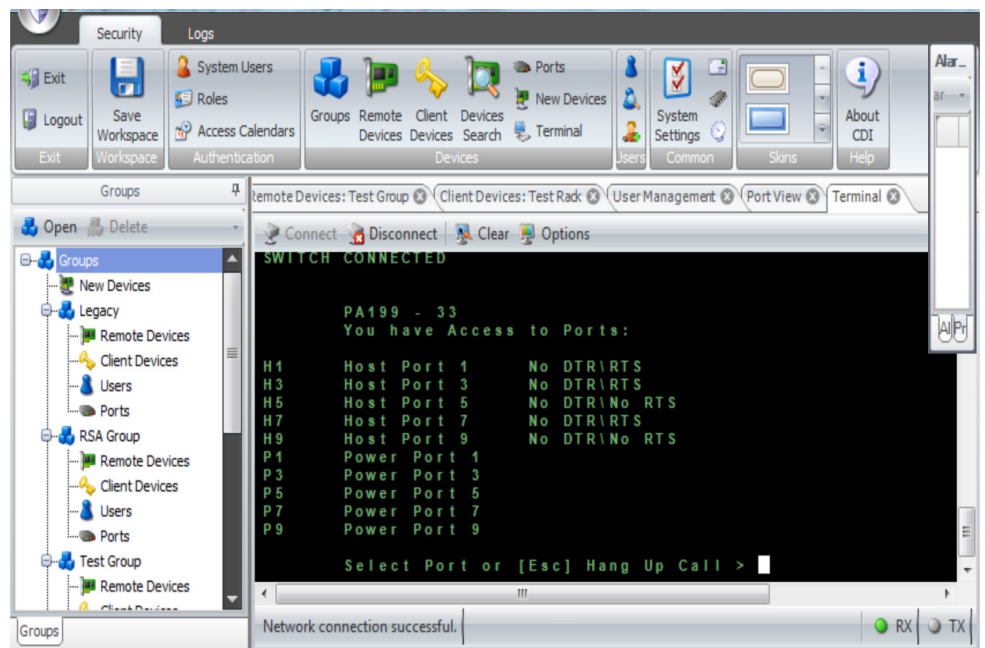 Security Logs
Exit
Logout
Save
Workspace
System Users
Roles
Access Calendars
Groups
Remote
Devices
Client
Devices
Devices
Search
Ports
New Devices
Terminal
System
Settings
About
CDI
Exit Workspace Authentication Devices Users Common Skins Help
Alar...
ar
Al Pr
Groups
Open Delete
Groups
New Devices
Legacy
Remote Devices
Client Devices
Users
Ports
RSA Group
Remote Devices
Client Devices
Users
Ports
Test Group
Remote Devices
Client Devices
Groups
Remote Devices: Test Group Client Devices: Test Rack User Management Port View Terminal
Connect Disconnect Clear Options
SWITCH CONNECTED
PA199 - 33
You have Access to Ports:
H1 Host Port 1 No DTR\RTS
H3 Host Port 3 No DTR\RTS
H5 Host Port 5 No DTR\No RTS
H7 Host Port 7 No DTR\RTS
H9 Host Port 9 No DTR\No RTS
P1 Power Port 1
P3 Power Port 3
P5 Power Port 5
P7 Power Port 7
P9 Power Port 9
Select Port or [Esc] Hang Up Call >
Network connection successful. RX TX